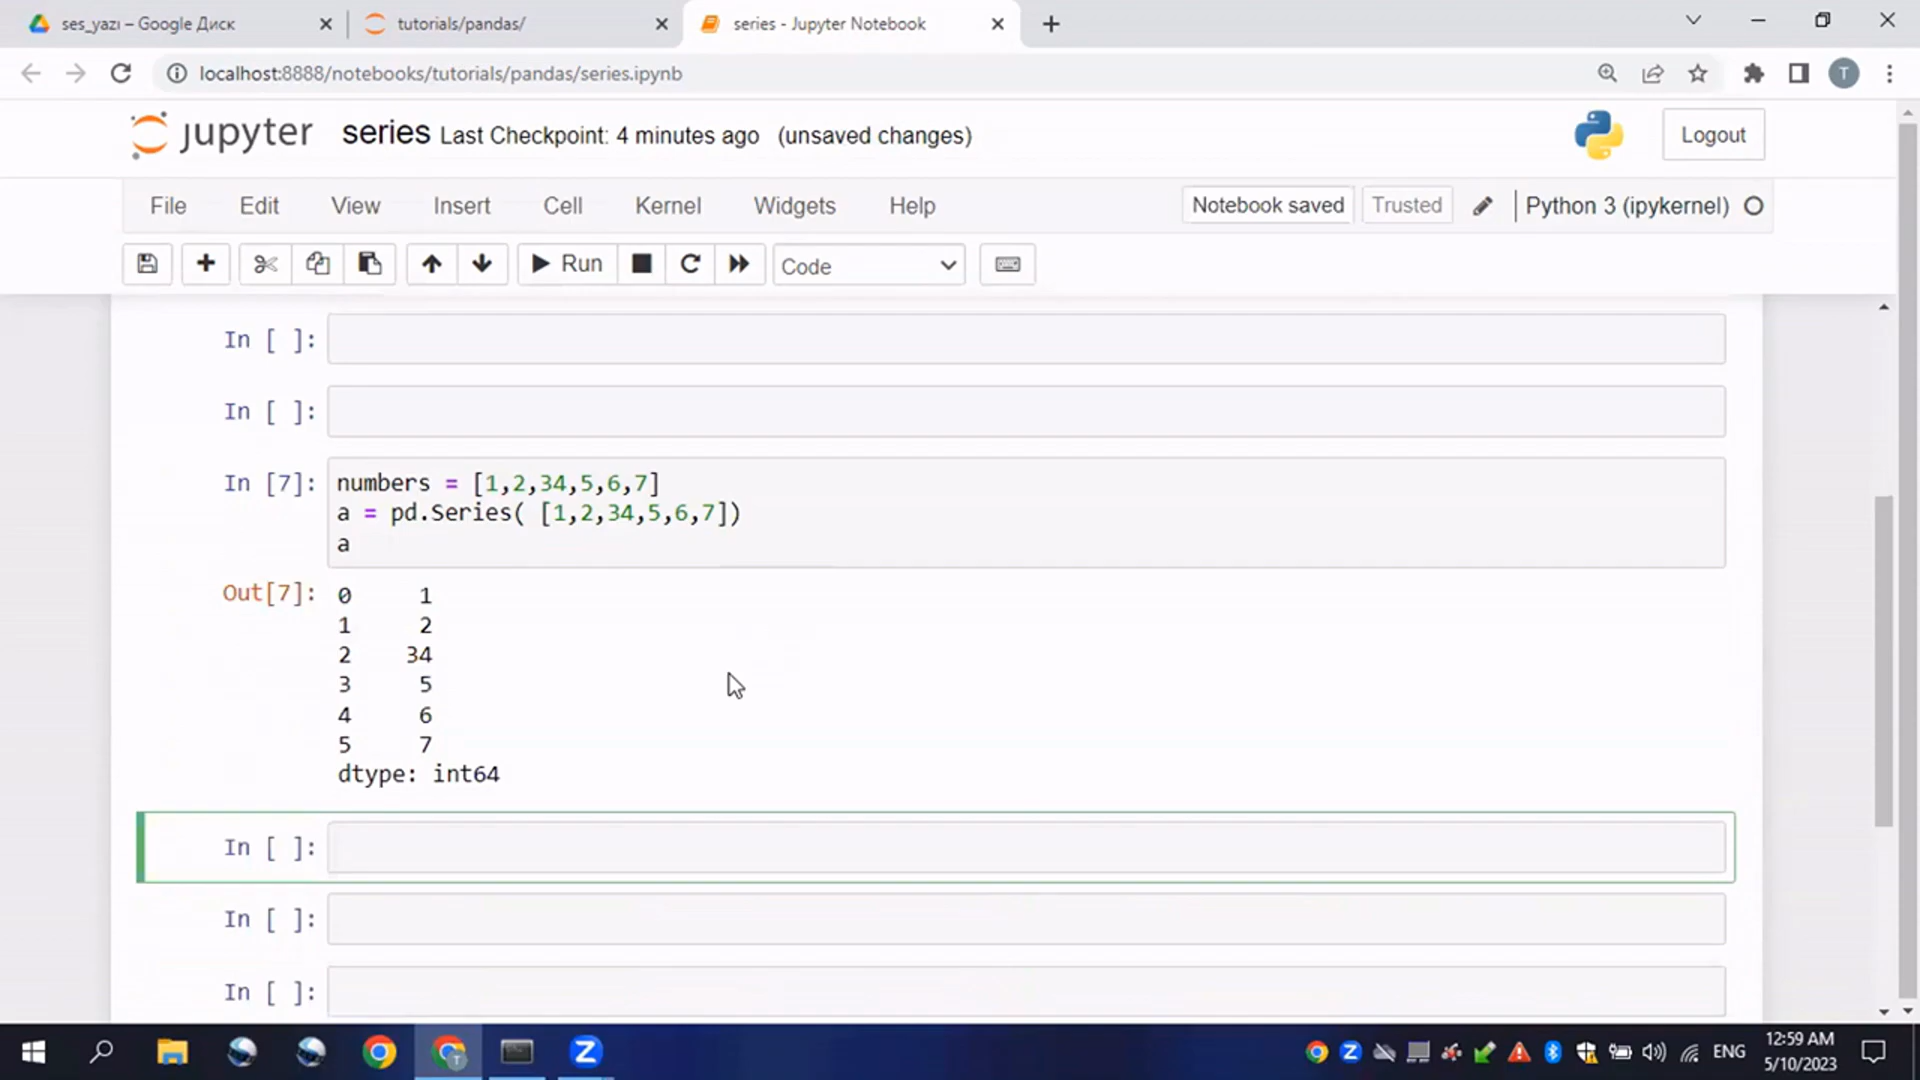 ses_yazı – Google Диск
tutorials/pandas/
series - Jupyter Notebook
localhost:8888/notebooks/tutorials/pandas/series.ipynb
T
jupyter
series Last Checkpoint: 4 minutes ago (unsaved changes)
Logout
File Edit View Insert Cell Kernel Widgets Help
Notebook saved
Trusted
Python 3 (ipykernel)
Run
Code
In [ ]:
In [ ]:
In [7]: numbers = [1,2,34,5,6,7]
a = pd.Series( [1,2,34,5,6,7])
a
Out[7]: 0 1
1 2
2 34
3 5
4 6
5 7
dtype: int64
In [ ]:
In [ ]:
In [ ]:
ENG
12:59 AM
5/10/2023